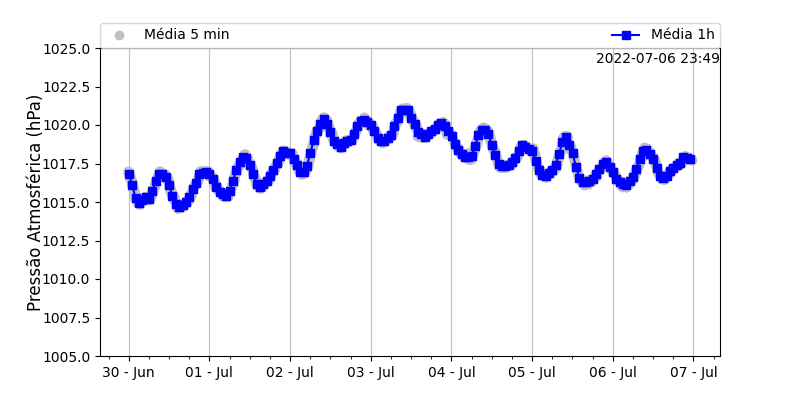 Média 5 min
Média 1h
2022-07-06 23:49
Pressão Atmosférica (hPa)
1025.0
1022.5
1020.0
1017.5
1015.0
1012.5
1010.0
1007.5
1005.0
30 - Jun
01 - Jul
02 - Jul
03 - Jul
04 - Jul
05 - Jul
06 - Jul
07 - Jul